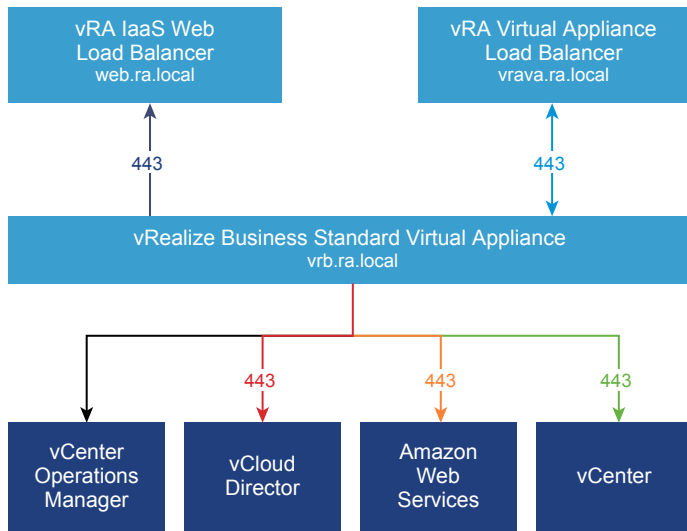 vRA IaaS Web
Load Balancer
web.ra.local
vRA Virtual Appliance
Load Balancer
vrava.ra.local
443
443
vRealize Business Standard Virtual Appliance
vrb.ra.local
443
443
443
vCenter
Operations
Manager
vCloud
Director
Amazon
Web
Services
vCenter